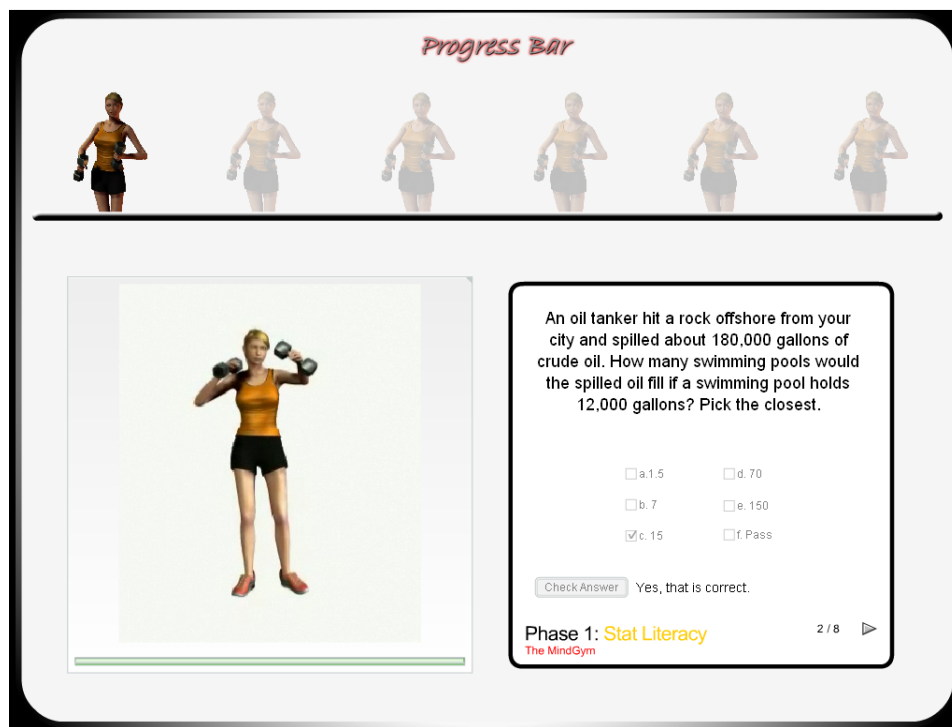 Progress Bar
An oil tanker hit a rock offshore from your
city and spilled about 180,000 gallons of
crude oil. How many swimming pools would
the spilled oil fill if a swimming pool holds
12,000 gallons? Pick the closest.
a.1.5
d. 70
b. 7
e. 150
c. 15
f. Pass
Check Answer Yes, that is correct.
Phase 1: Stat Literacy
2 / 8
The MindGym